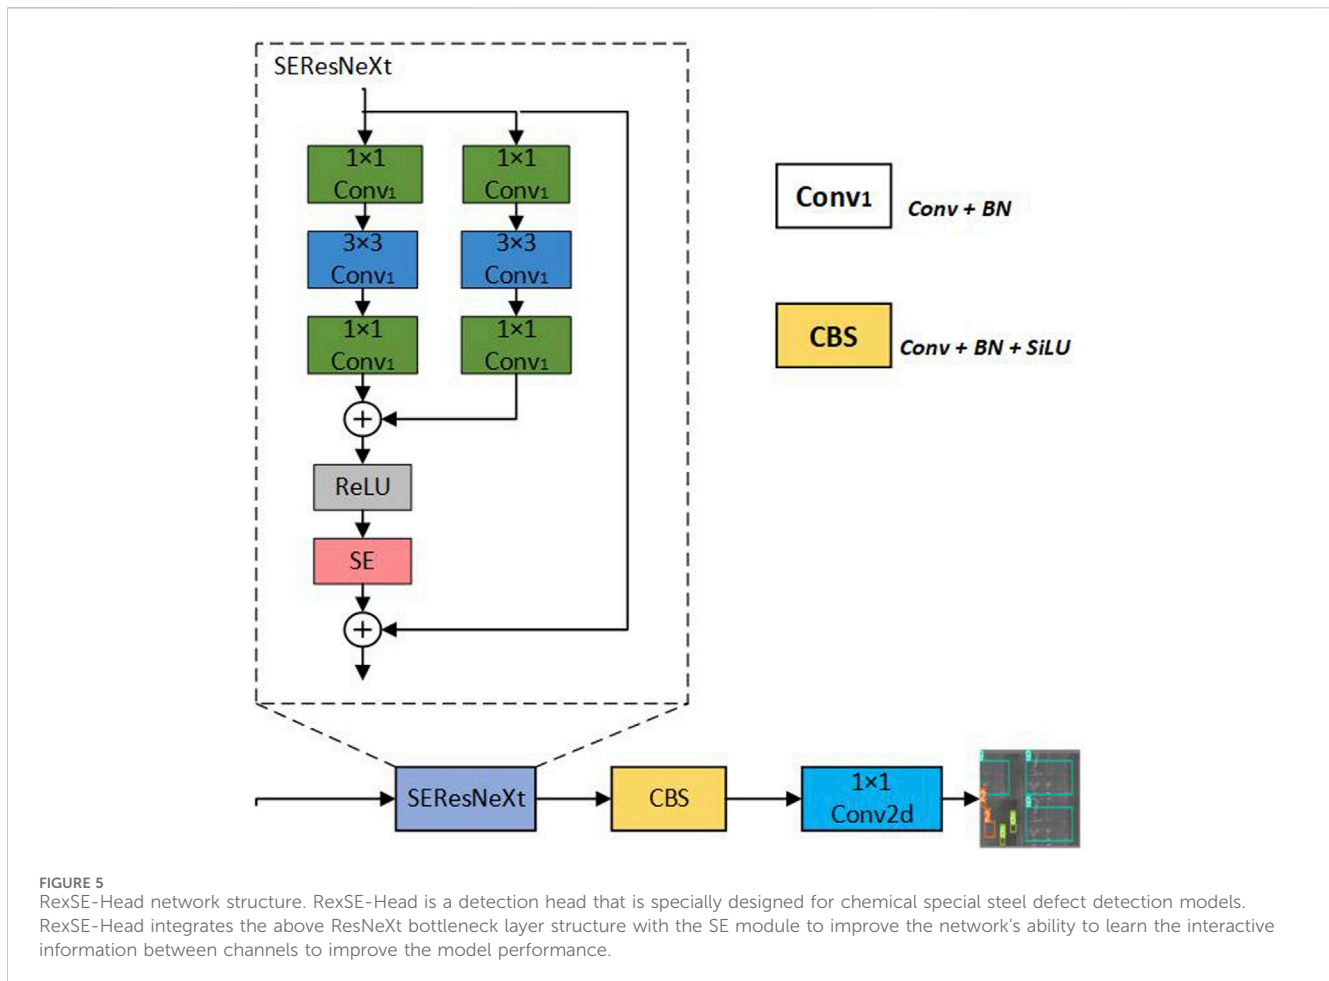 SEResNeXt
1×1
Conv1
1×1
Conv1
3×3
Conv1
3×3
Conv1
1×1
Conv1
1×1
Conv1
+
ReLU
SE
+
Conv1
Conv + BN
CBS
Conv + BN + SiLU
SEResNeXt
CBS
1×1
Conv2d
FIGURE 5
RexSE-Head network structure. RexSE-Head is a detection head that is specially designed for chemical special steel defect detection models.
RexSE-Head integrates the above ResNeXt bottleneck layer structure with the SE module to improve the network's ability to learn the interactive
information between channels to improve the model performance.